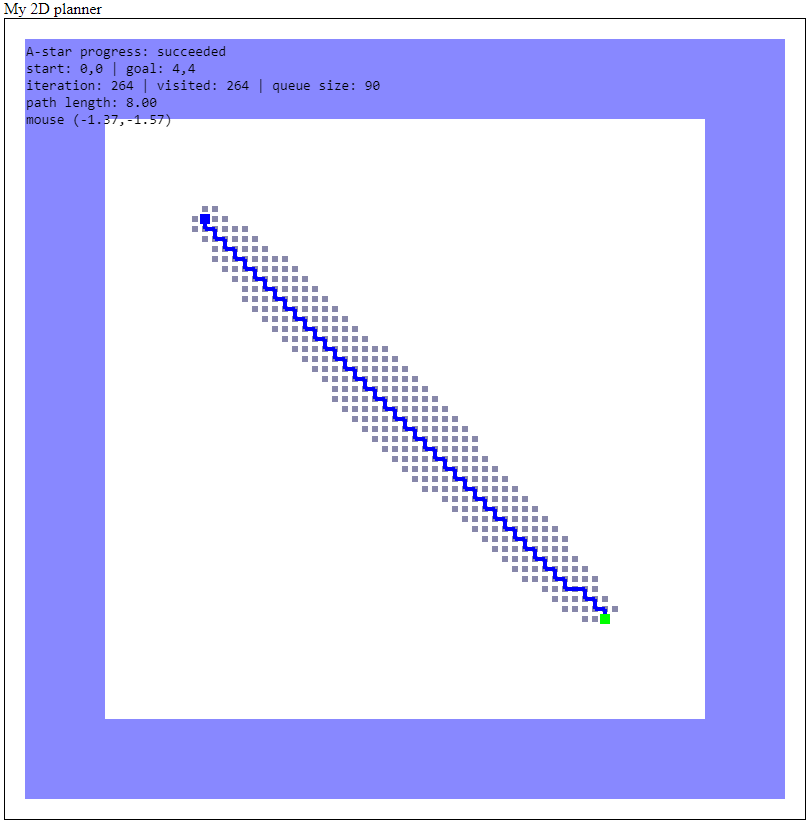 My 2D planner
A-star progress: succeeded
start: 0,0 | goal: 4,4
iteration: 264 | visited: 264 | queue size: 90
path length: 8.00
mouse (-1.37,-1.57)